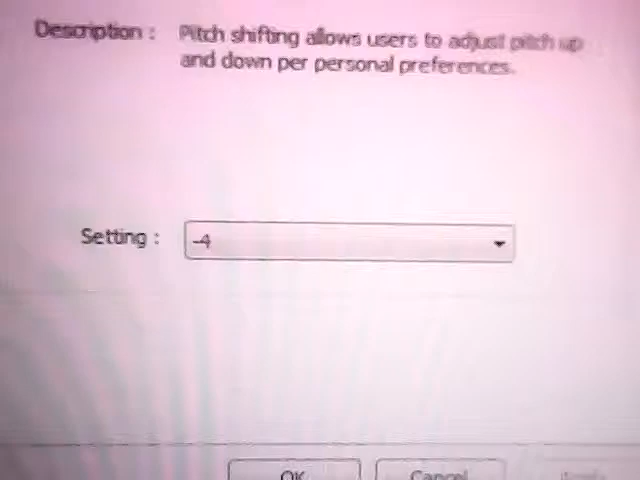 Description : Pitch shifting allows users to adjust pitch up
and down per personal preferences.
Setting : -4
OK Cancel